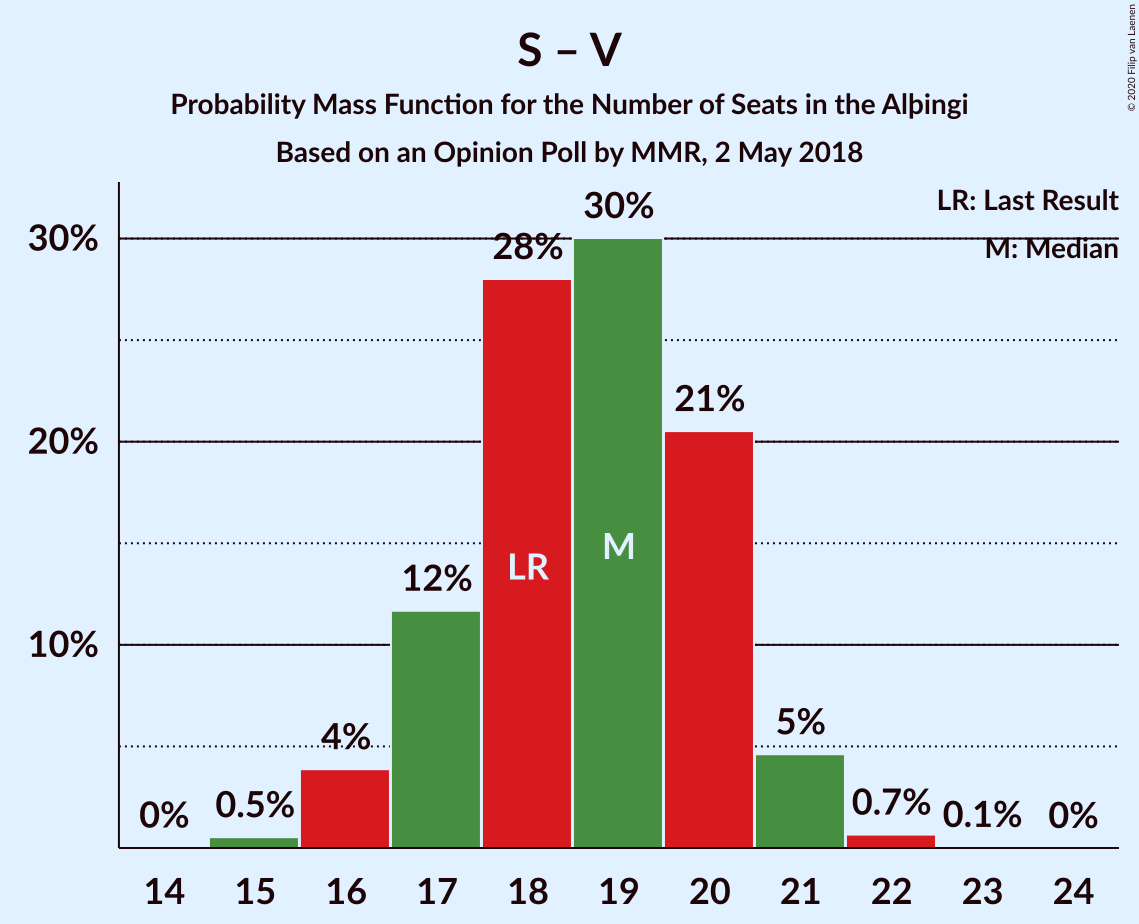 S – V
Probability Mass Function for the Number of Seats in the Alþingi
Based on an Opinion Poll by MMR, 2 May 2018
© 2020 Filip van Laenen
LR: Last Result
M: Median
30%
20%
10%
0%
0.5%
4%
12%
28%
30%
21%
5%
0.7%
0.1%
0%
LR
M
14 15 16 17 18 19 20 21 22 23 24